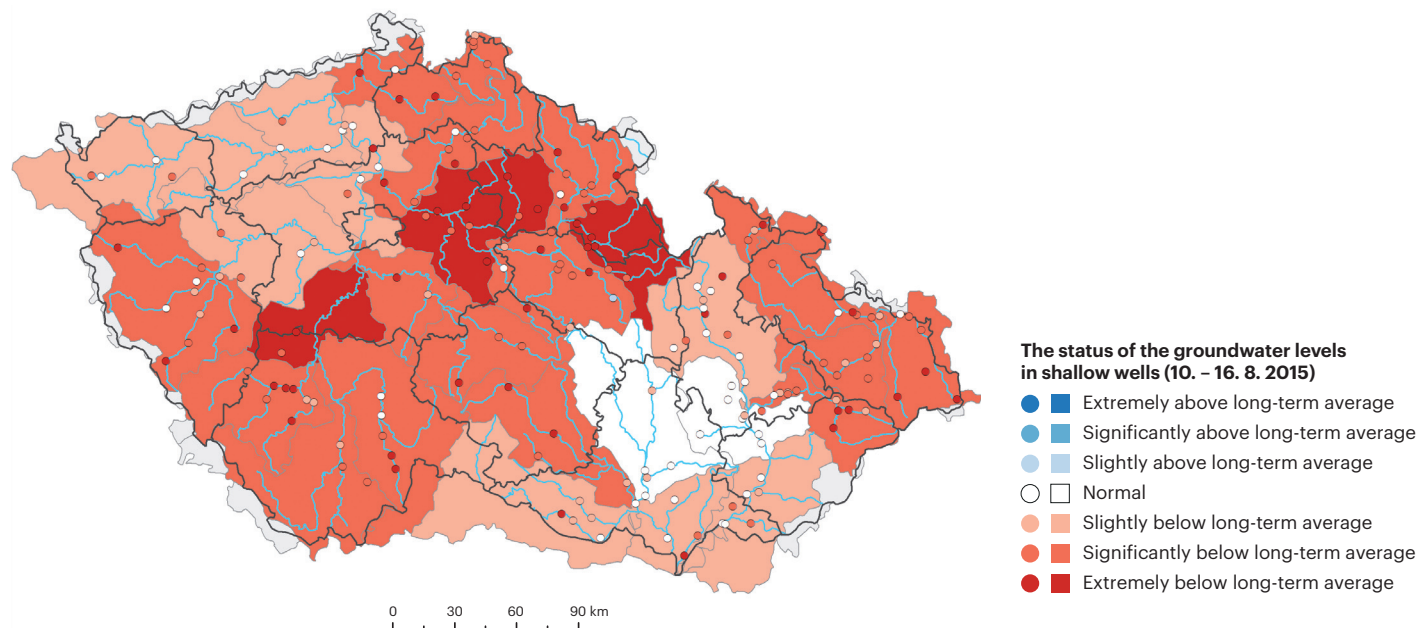 The status of the groundwater levels
in shallow wells (10. – 16. 8. 2015)
Extremely above long-term average
Significantly above long-term average
Slightly above long-term average
Normal
Slightly below long-term average
Significantly below long-term average
Extremely below long-term average
0 30 60 90 km